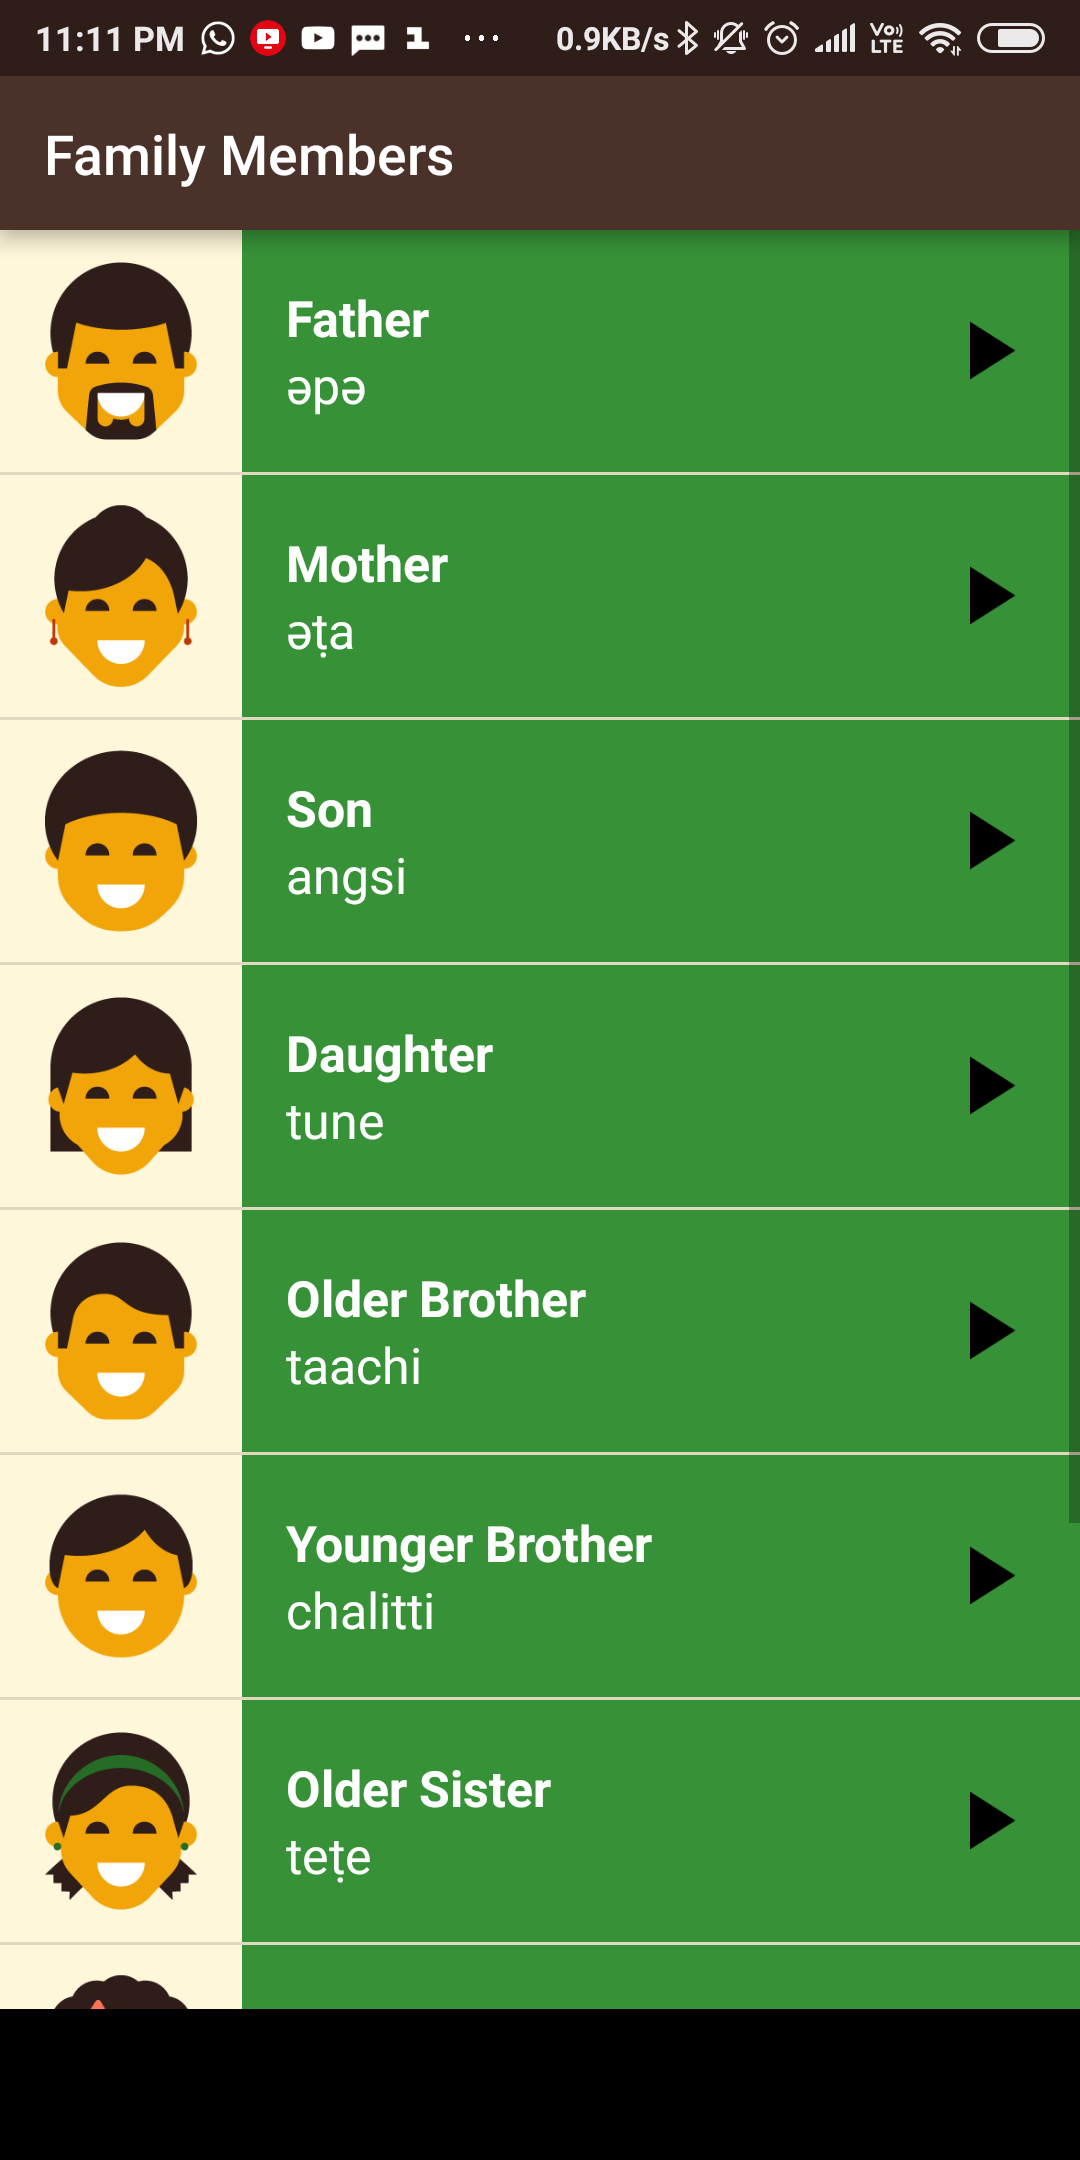 11:11 PM 1 ... 0.9KB/s Vo)) LTE
Family Members
Father
əpə
Mother
əṭa
Son
angsi
Daughter
tune
Older Brother
taachi
Younger Brother
chalitti
Older Sister
teṭe